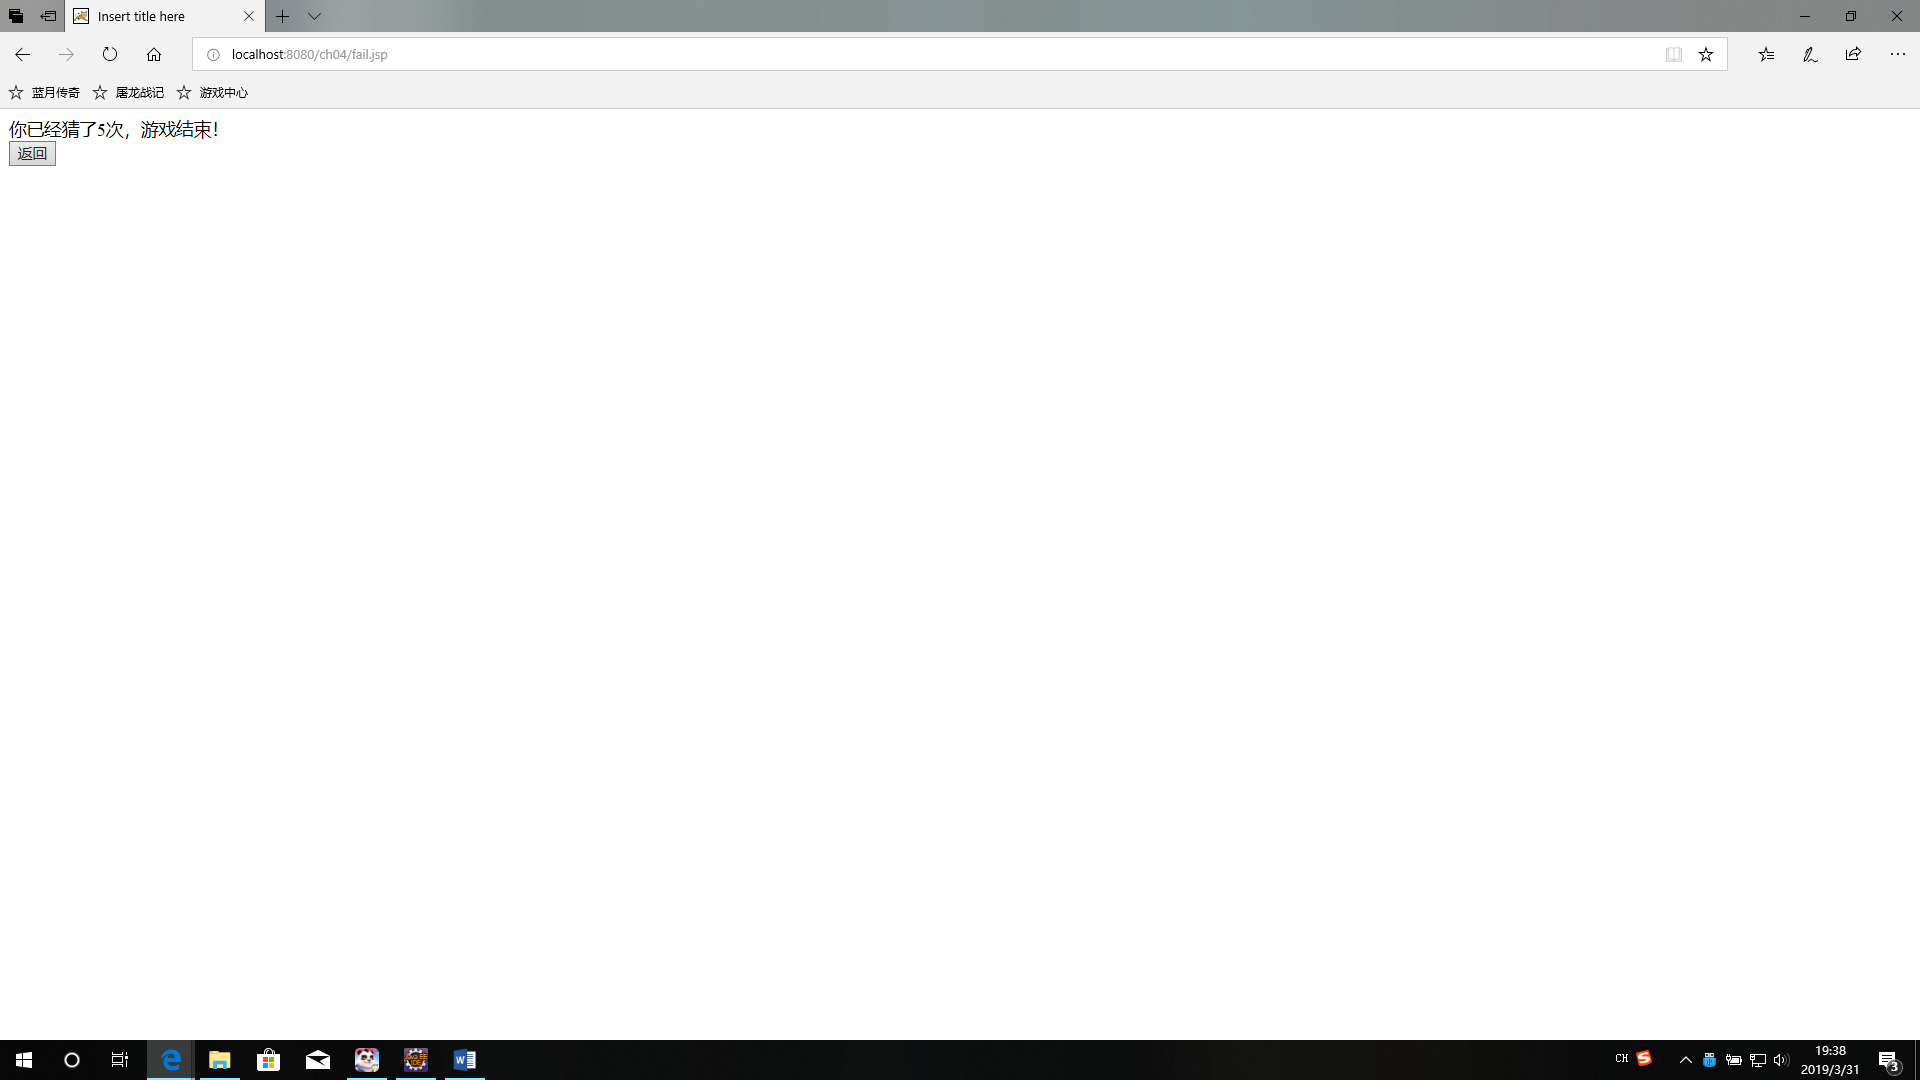 Insert title here
localhost:8080/ch04/fail.jsp
蓝月传奇 屠龙战记 游戏中心
你已经猜了5次，游戏结束！
返回
CH
19:38
2019/3/31
3